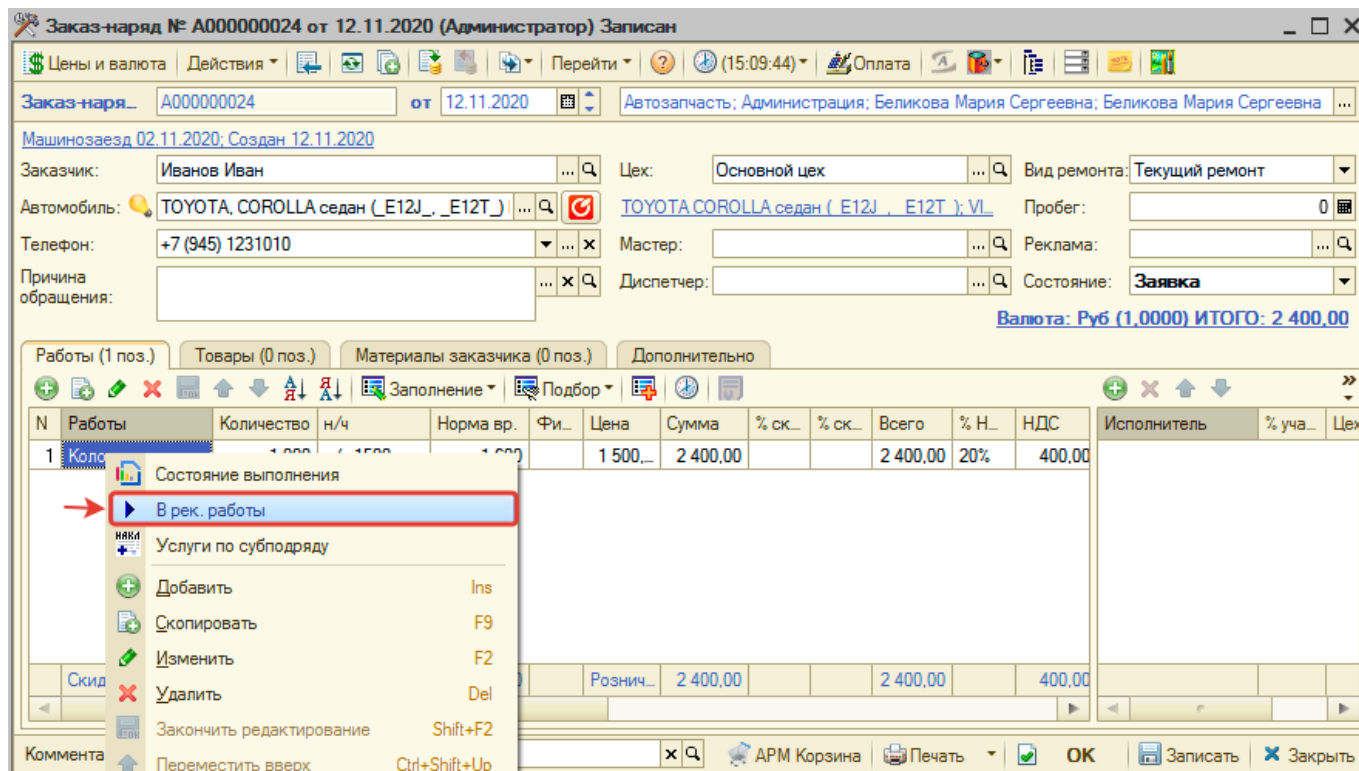 Заказ-наряд № А000000024 от 12.11.2020 (Администратор) Записан
Цены и валюта Действия Перейти (15:09:44) Оплата
Заказ-наря... А000000024 от 12.11.2020 Автозапчасть; Администрация; Беликова Мария Сергеевна; Беликова Мария Сергеевна ...
Машинозаезд 02.11.2020; Создан 12.11.2020
Заказчик: Иванов Иван ... Цех: Основной цех ... Вид ремонта: Текущий ремонт
Автомобиль: TOYOTA, COROLLA седан (_E12J_, _E12T_) ... TOYOTA COROLLA седан (_E12J_, _E12T_); VI... Пробег: 0
Телефон: +7 (945) 1231010 ... x Мастер: ... Реклама: ...
Причина обращения: ... x Диспетчер: ... Состояние: Заявка
Валюта: Руб (1,0000) ИТОГО: 2 400,00
Работы (1 поз.) Товары (0 поз.) Материалы заказчика (0 поз.) Дополнительно
Заполнение Подбор
N Работы Количество н/ч Норма вр. Фи... Цена Сумма % ск... % ск... Всего % Н... НДС Исполнитель % уча... Цех
1 Коло 1 500,... 2 400,00 2 400,00 20% 400,00
Состояние выполнения
В рек. работы
Услуги по субподряду
Добавить Ins
Скопировать F9
Изменить F2
Скид Рознич... 2 400,00 2 400,00 400,00
Удалить Del
Закончить редактирование Shift+F2
Коммента x АРМ Корзина Печать OK Записать Закрыть
Переместить вверх Ctrl+Shift+Up